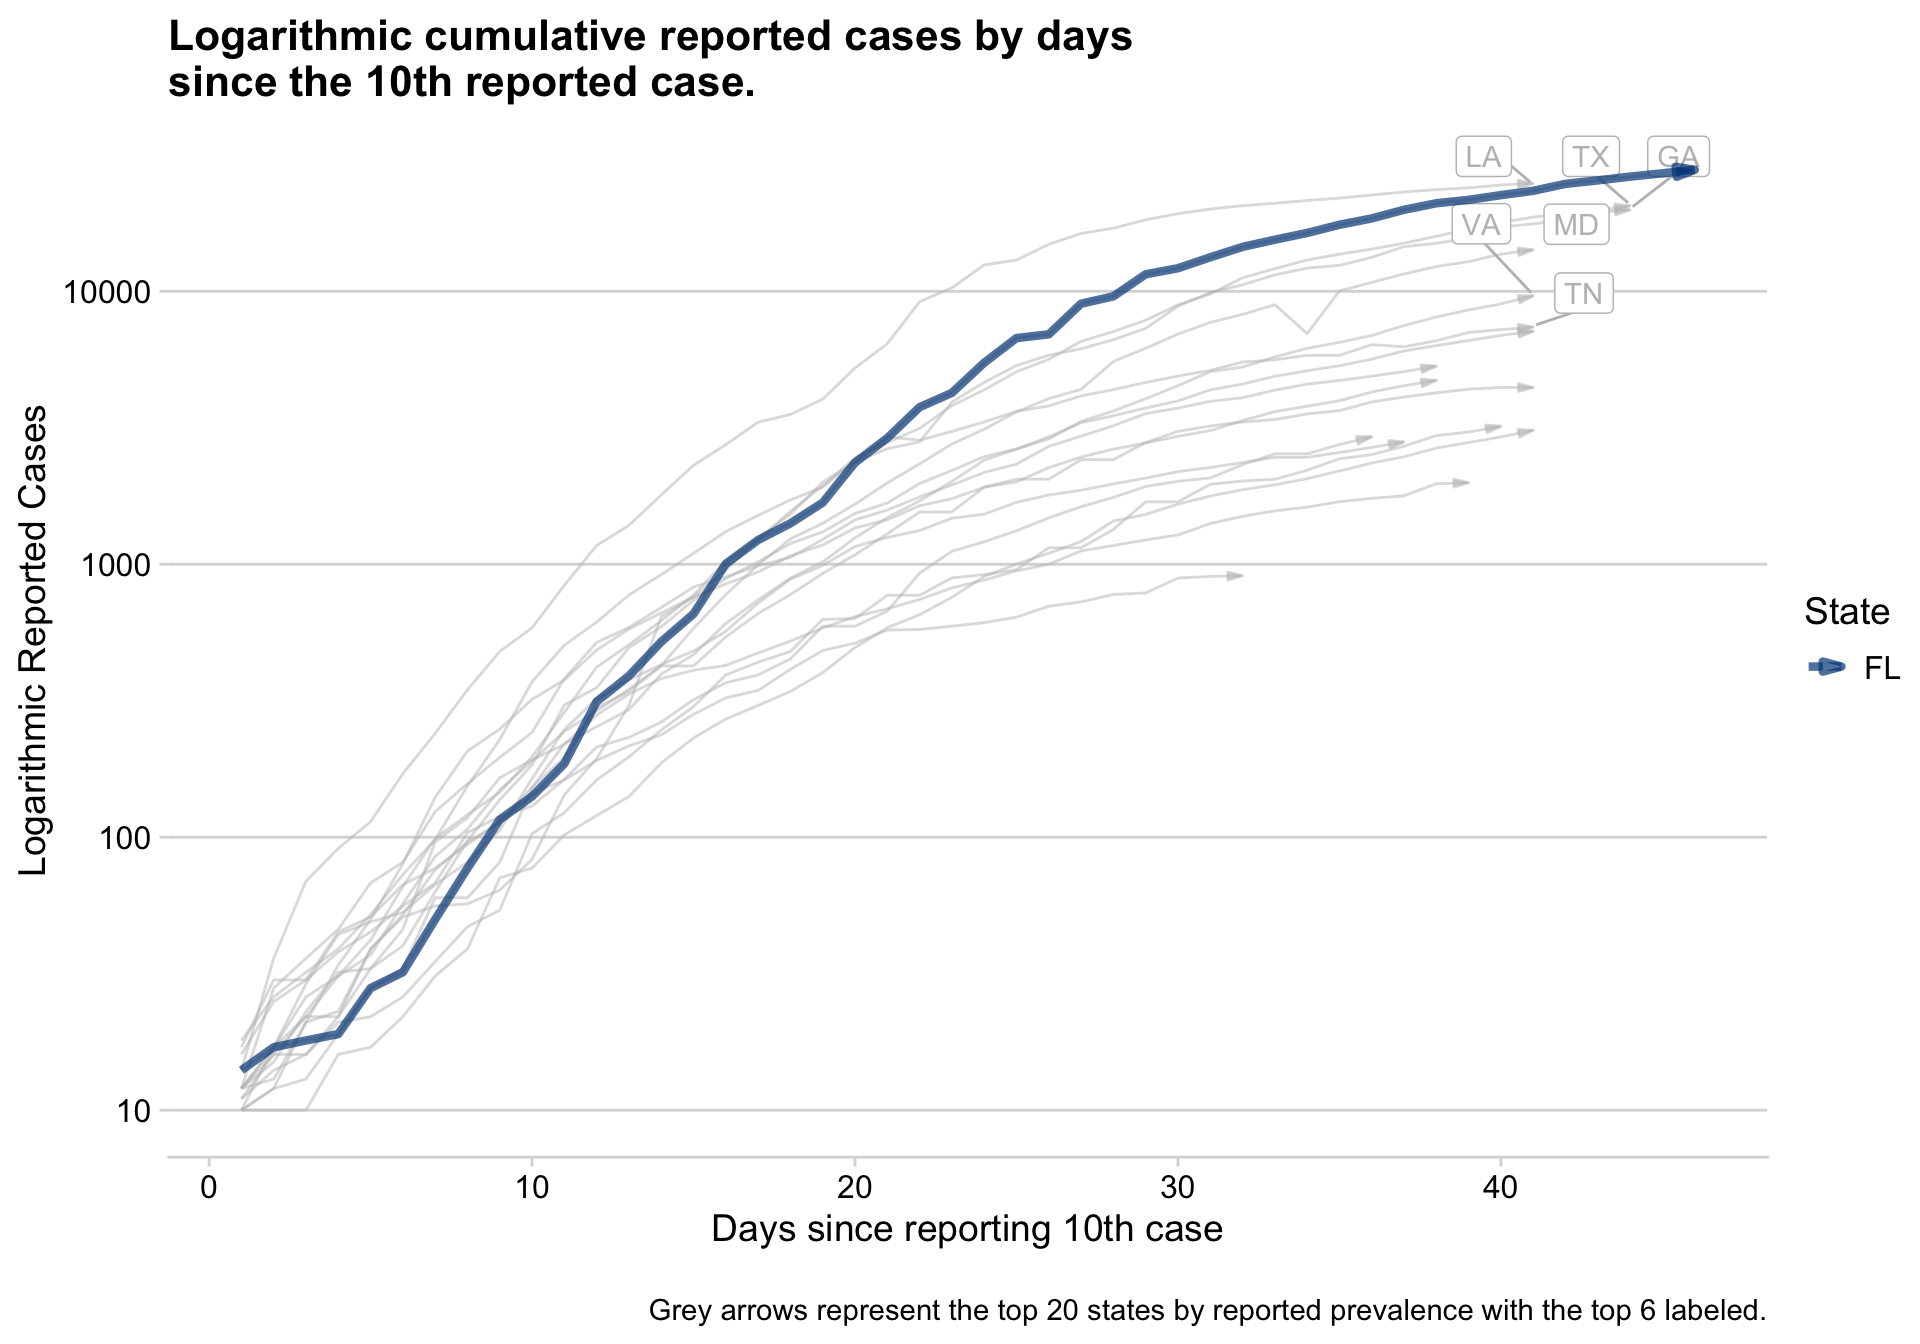 Logarithmic cumulative reported cases by days
since the 10th reported case.
LA
TX
GA
VA
MD
TN
10000
1000
100
10
Logarithmic Reported Cases
State
FL
0
10
20
30
40
Days since reporting 10th case
Grey arrows represent the top 20 states by reported prevalence with the top 6 labeled.